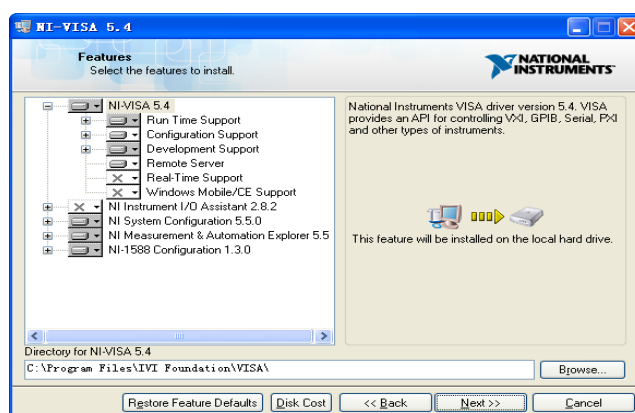 NI-VISA 5.4
Features
Select the features to install.
NATIONAL
INSTRUMENTS
NI-VISA 5.4
Run Time Support
Configuration Support
Development Support
Remote Server
Real-Time Support
Windows Mobile/CE Support
NI Instrument I/O Assistant 2.8.2
NI System Configuration 5.5.0
NI Measurement & Automation Explorer 5.5
NI-1588 Configuration 1.3.0
National Instruments VISA driver version 5.4. VISA
provides an API for controlling VXI, GPIB, Serial, PXI
and other types of instruments.
This feature will be installed on the local hard drive.
Directory for NI-VISA 5.4
C:\Program Files\IVI Foundation\VISA\
Browse...
Restore Feature Defaults
Disk Cost
<< Back
Next >>
Cancel